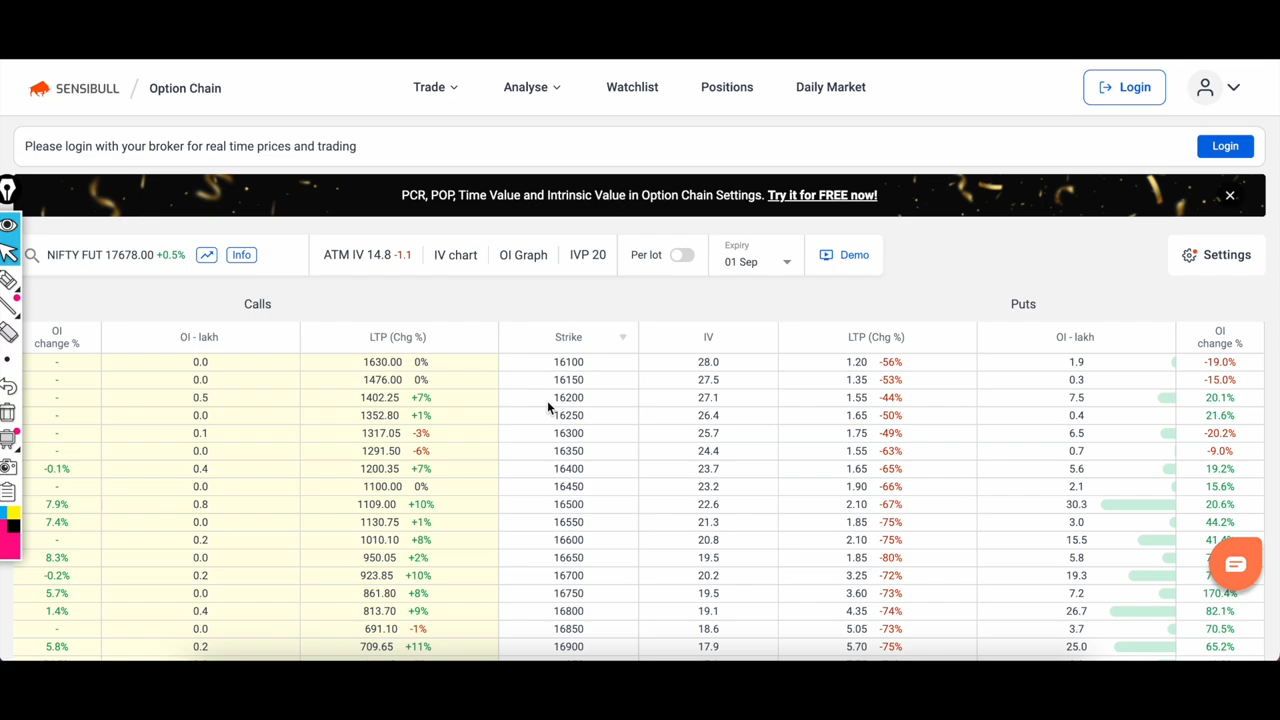 SENSIBULL / Option Chain Trade Analyse Watchlist Positions Daily Market Login
Please login with your broker for real time prices and trading Login
PCR, POP, Time Value and Intrinsic Value in Option Chain Settings. Try it for FREE now!
NIFTY FUT 17678.00 +0.5% Info ATM IV 14.8 -1.1 IV chart OI Graph IVP 20 Per lot Expiry 01 Sep Demo Settings
Calls Puts
OI change % OI - lakh LTP (Chg %) Strike IV LTP (Chg %) OI - lakh OI change %
- 0.0 1630.00 0% 16100 28.0 1.20 -56% 1.9 -19.0%
- 0.0 1476.00 0% 16150 27.5 1.35 -53% 0.3 -15.0%
- 0.5 1402.25 +7% 16200 27.1 1.55 -44% 7.5 20.1%
- 0.0 1352.80 +1% 16250 26.4 1.65 -50% 0.4 21.6%
- 0.1 1317.05 -3% 16300 25.7 1.75 -49% 6.5 -20.2%
- 0.0 1291.50 -6% 16350 24.4 1.55 -63% 0.7 -9.0%
-0.1% 0.4 1200.35 +7% 16400 23.7 1.65 -65% 5.6 19.2%
- 0.0 1100.00 0% 16450 23.2 1.90 -66% 2.1 15.6%
7.9% 0.8 1109.00 +10% 16500 22.6 2.10 -67% 30.3 20.6%
7.4% 0.0 1130.75 +1% 16550 21.3 1.85 -75% 3.0 44.2%
- 0.2 1010.10 +8% 16600 20.8 2.10 -75% 15.5
8.3% 0.0 950.05 +2% 16650 19.5 1.85 -80% 5.8
-0.2% 0.2 923.85 +10% 16700 20.2 3.25 -72% 19.3
5.7% 0.0 861.80 +8% 16750 19.5 3.60 -73% 7.2 170.4%
1.4% 0.4 813.70 +9% 16800 19.1 4.35 -74% 26.7 82.1%
- 0.0 691.10 -1% 16850 18.6 5.05 -73% 3.7 70.5%
5.8% 0.2 709.65 +11% 16900 17.9 5.70 -75% 25.0 65.2%